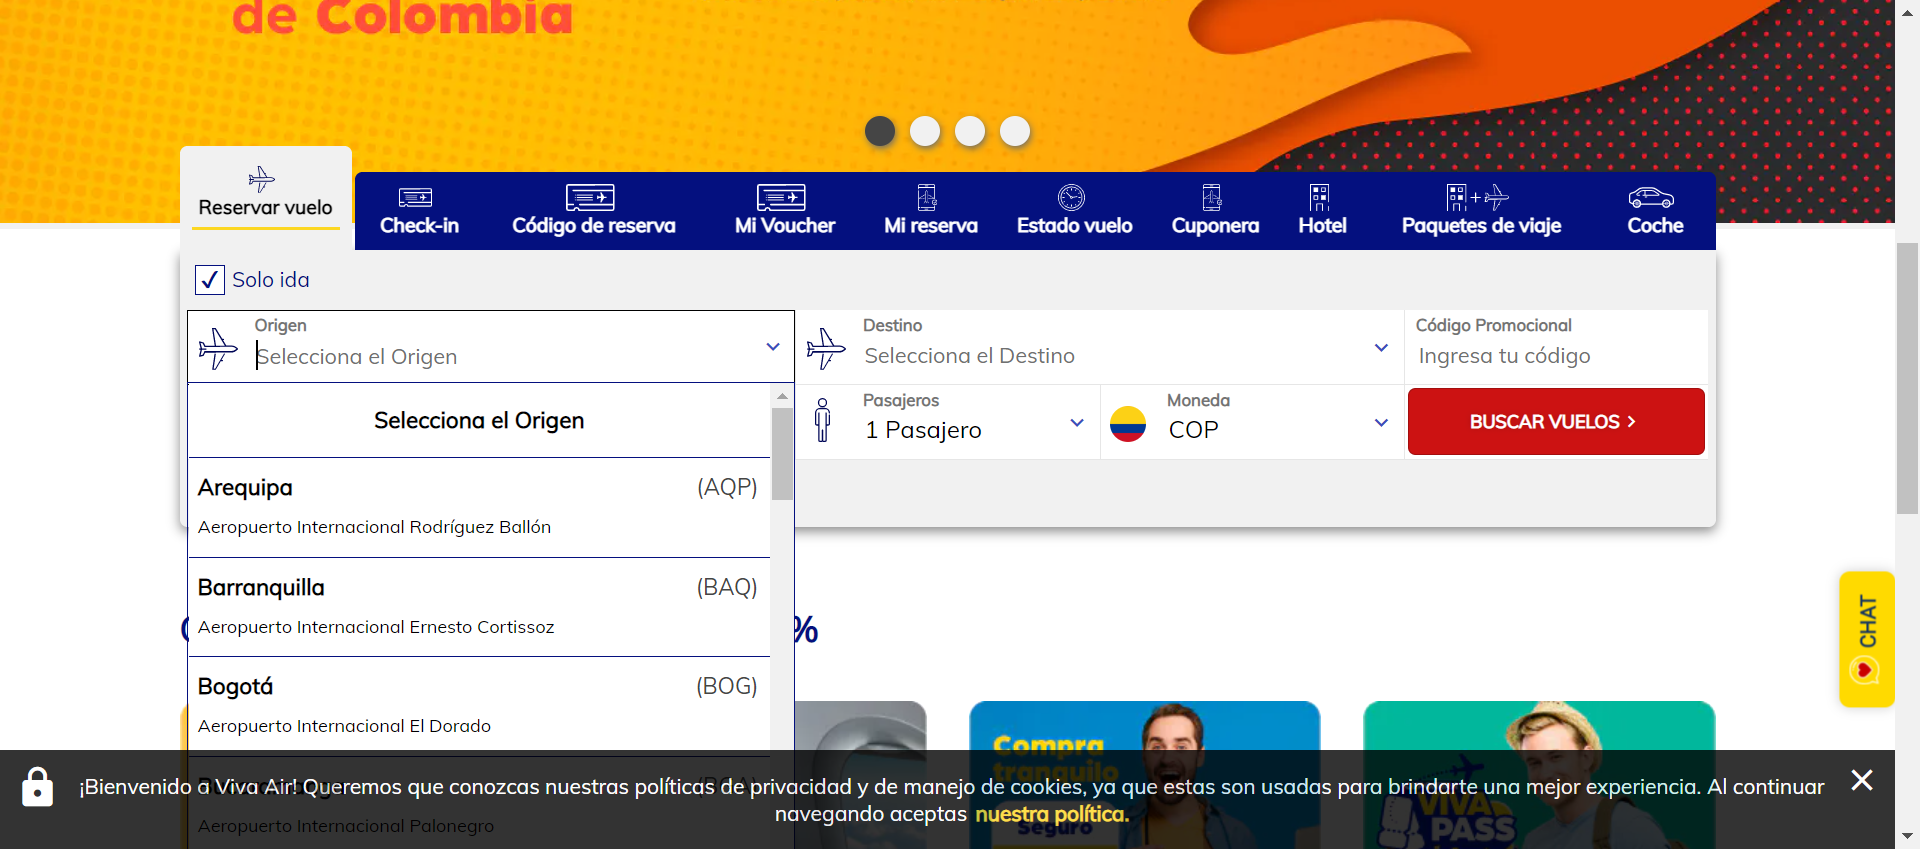 de Colombia
Reservar vuelo
Check-in
Código de reserva
Mi Voucher
Mi reserva
Estado vuelo
Cuponera
Hotel
Paquetes de viaje
Coche
Solo ida
Origen
Selecciona el Origen
Destino
Selecciona el Destino
Código Promocional
Ingresa tu código
Pasajeros
1 Pasajero
Moneda
COP
BUSCAR VUELOS
Selecciona el Origen
Arequipa (AQP)
Aeropuerto Internacional Rodríguez Ballón
Barranquilla (BAQ)
Aeropuerto Internacional Ernesto Cortissoz
%
CHAT
Bogotá (BOG)
Aeropuerto Internacional El Dorado
Compra
tranquilo
Seguro
VIVA
PASS
¡Bienvenido a Viva Air! Queremos que conozcas nuestras políticas de privacidad y de manejo de cookies, ya que estas son usadas para brindarte una mejor experiencia. Al continuar
navegando aceptas nuestra política.
Aeropuerto Internacional Palonegro